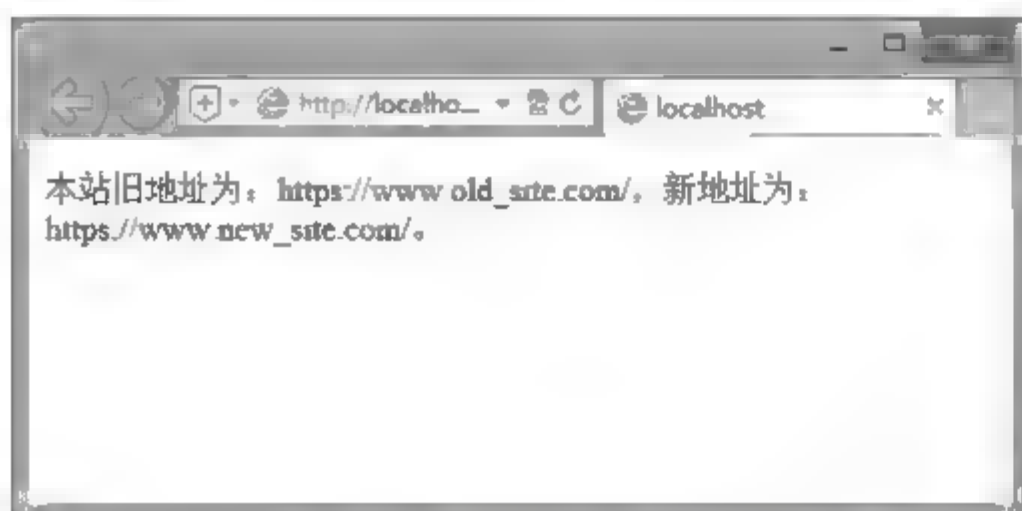 http://localho...
localhost
本站旧地址为：https://www.old_site.com/。新地址为：
https://www.new_site.com/。